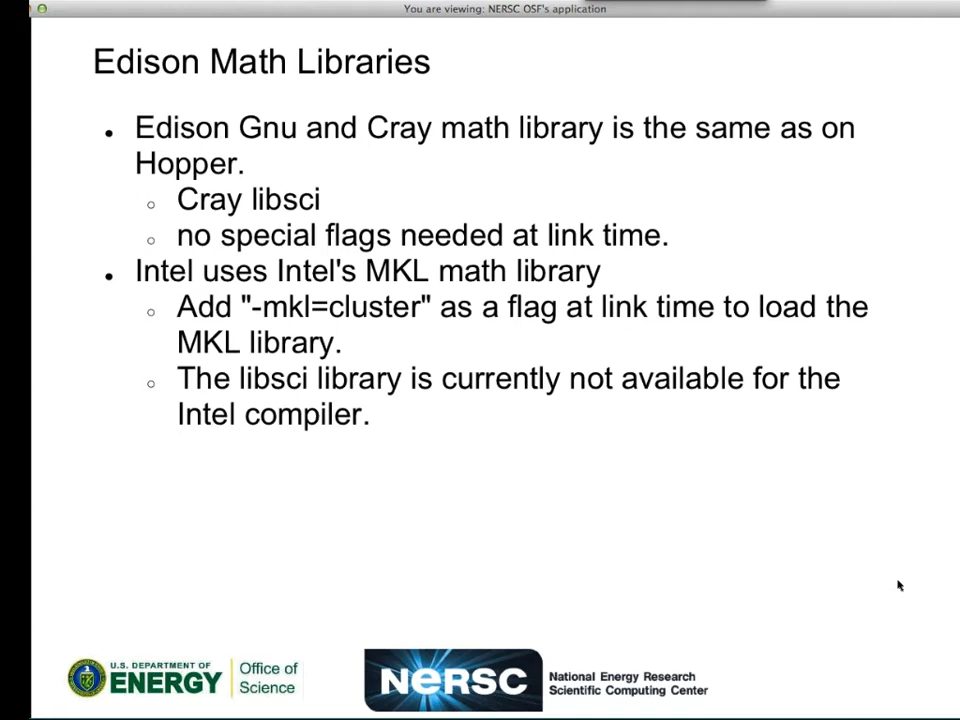 You are viewing: NERSC OSF's application
Edison Math Libraries
• Edison Gnu and Cray math library is the same as on
Hopper.
○ Cray libsci
○ no special flags needed at link time.
• Intel uses Intel's MKL math library
○ Add "-mkl=cluster" as a flag at link time to load the
MKL library.
○ The libsci library is currently not available for the
Intel compiler.
U.S. DEPARTMENT OF
ENERGY
Office of
Science
NERSC
National Energy Research
Scientific Computing Center